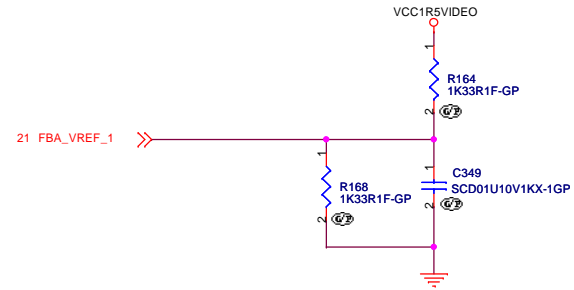 VCC1R5VIDEO
1
R164
1K33R1F-GP
2 G/P
21 FBA_VREF_1
1
R168
1K33R1F-GP
2 G/P
1
C349
SCD01U10V1KX-1GP
2 G/P